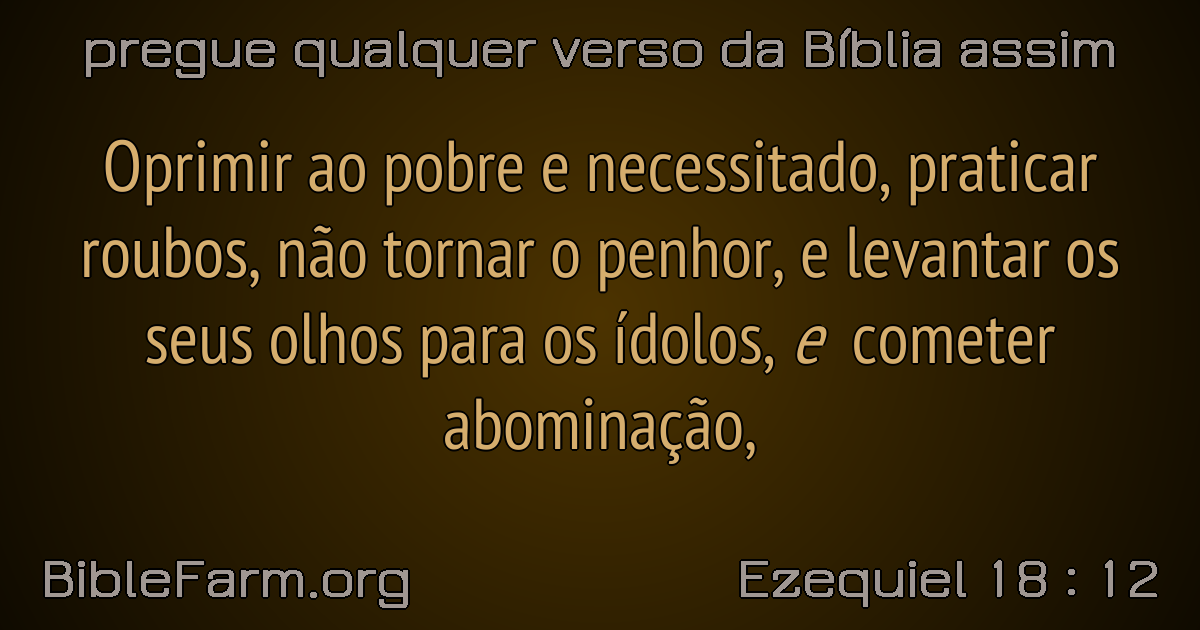 pregue qualquer verso da Bíblia assim
Oprimir ao pobre e necessitado, praticar
roubos, não tornar o penhor, e levantar os
seus olhos para os ídolos, e cometer
abominação,
BibleFarm.org
Ezequiel 18 : 12